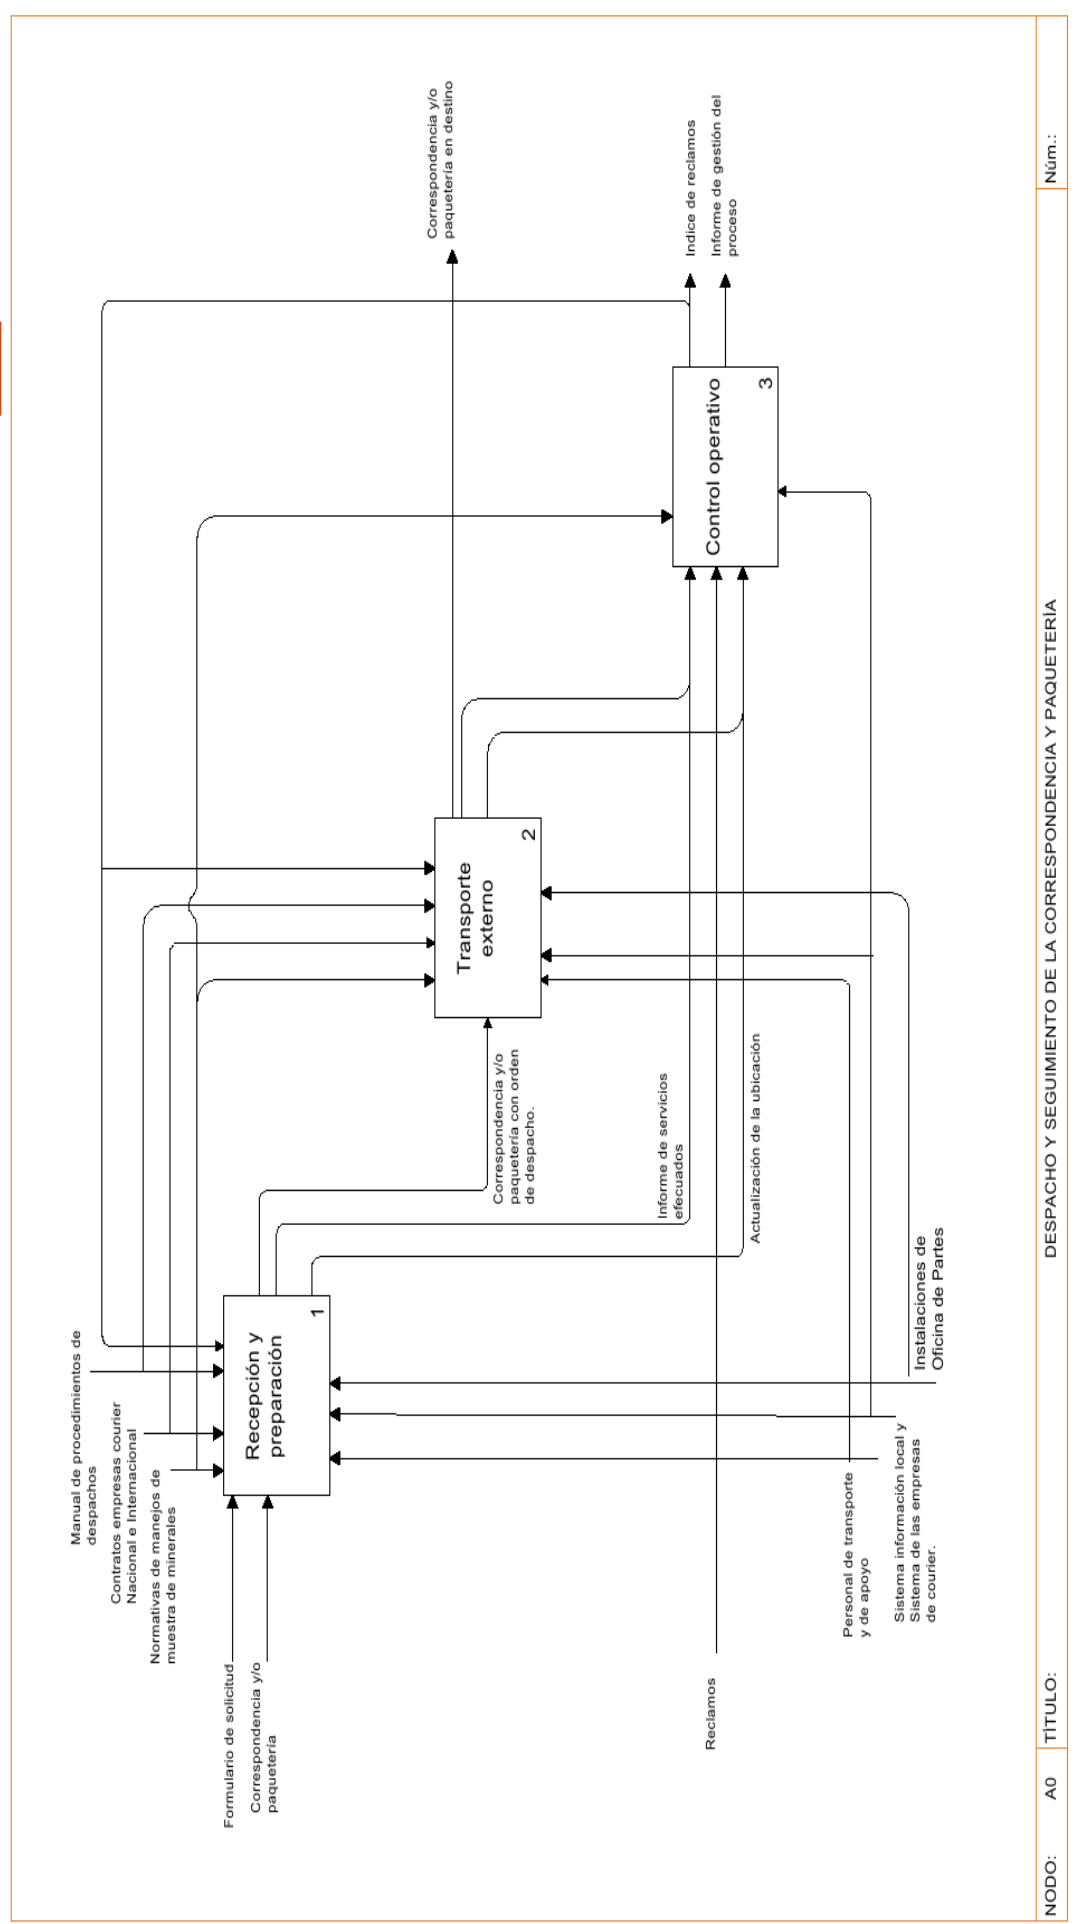 Manual de procedimientos de
despachos
Contratos empresas courier
Nacional e Internacional
Normativas de manejos de
muestra de minerales
Formulario de solicitud
Correspondencia y/o
paquetería
Recepción y
preparación
1
Correspondencia y/o
paquetería con orden
de despacho.
Transporte
externo
2
Correspondencia y/o
paquetería en destino
Informe de servicios
efecuados
Actualización de la ubicación
Reclamos
Control operativo
3
Indice de reclamos
Informe de gestión del
proceso
Personal de transporte
y de apoyo
Sistema información local y
Sistema de las empresas
de courier.
Instalaciones de
Oficina de Partes
NODO: A0 TÍTULO: DESPACHO Y SEGUIMIENTO DE LA CORRESPONDENCIA Y PAQUETERÍA Núm.: